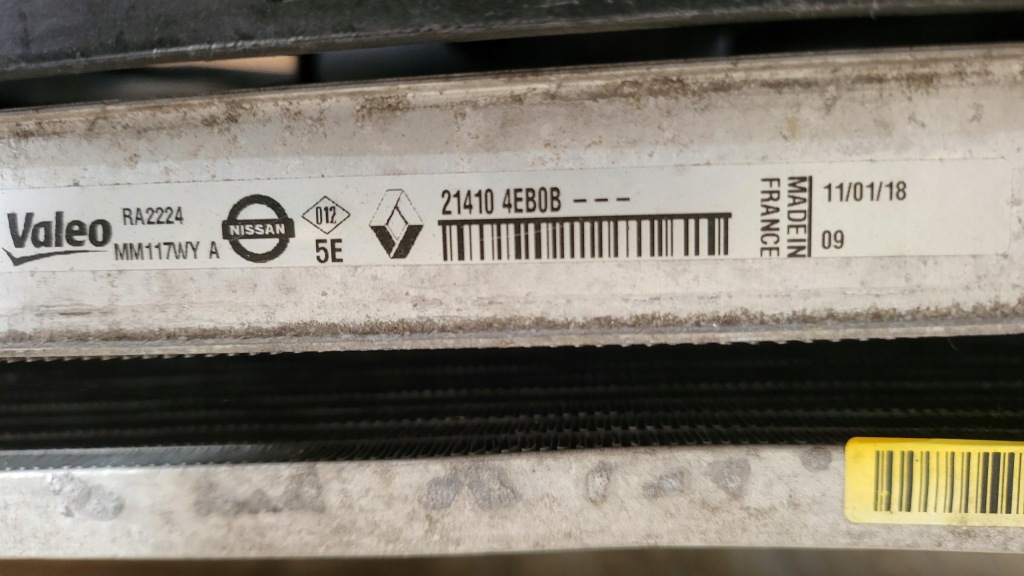 Valeo
RA2224
MM117WY A
NISSAN
012
5E
21410 4EB0B ---
MADE IN
FRANCE
11/01/18
09